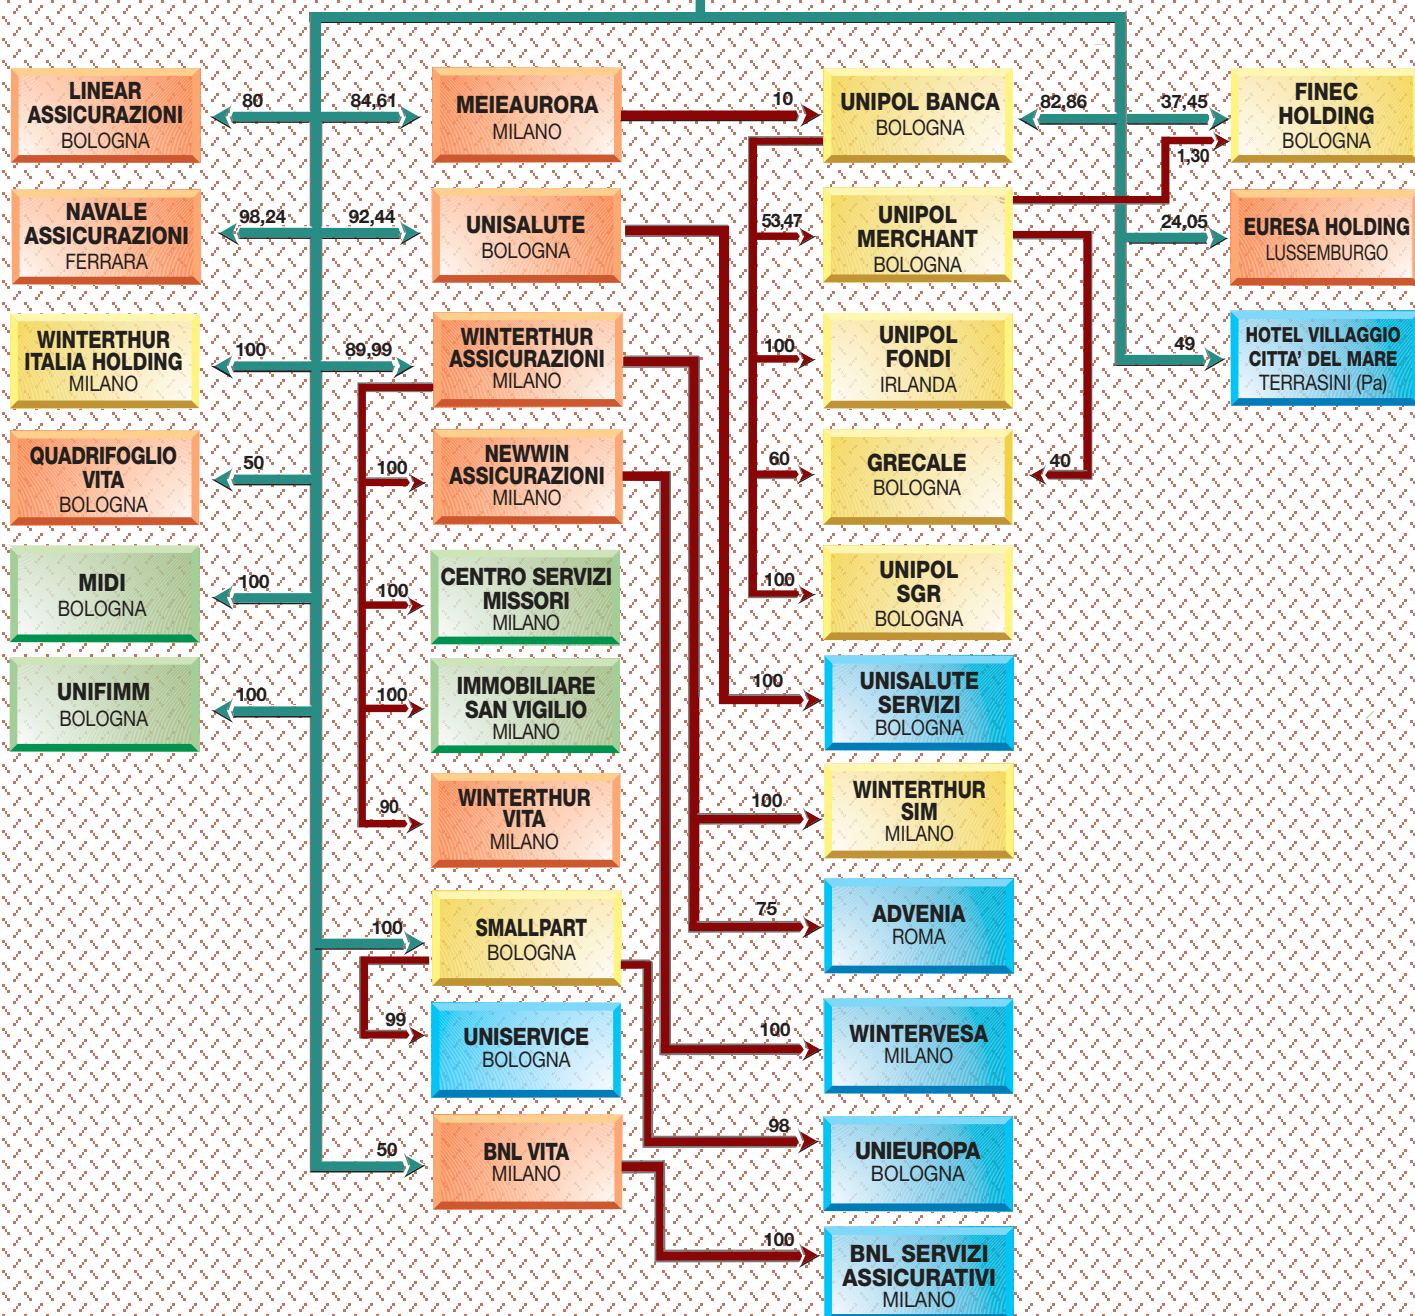 LINEAR
ASSICURAZIONI
BOLOGNA
80
84,61
MEIEAURORA
MILANO
10
UNIPOL BANCA
BOLOGNA
82,86
37,45
FINEC
HOLDING
BOLOGNA
1,30
NAVALE
ASSICURAZIONI
FERRARA
98,24
92,44
UNISALUTE
BOLOGNA
53,47
UNIPOL
MERCHANT
BOLOGNA
24,05
EURESA HOLDING
LUSSEMBURGO
WINTERTHUR
ITALIA HOLDING
MILANO
100
89,99
WINTERTHUR
ASSICURAZIONI
MILANO
100
UNIPOL
FONDI
IRLANDA
49
HOTEL VILLAGGIO
CITTA' DEL MARE
TERRASINI (Pa)
QUADRIFOGLIO
VITA
BOLOGNA
50
100
NEWWIN
ASSICURAZIONI
MILANO
60
GRECALE
BOLOGNA
40
MIDI
BOLOGNA
100
100
CENTRO SERVIZI
MISSORI
MILANO
100
UNIPOL
SGR
BOLOGNA
UNIFIMM
BOLOGNA
100
100
IMMOBILIARE
SAN VIGILIO
MILANO
100
UNISALUTE
SERVIZI
BOLOGNA
90
WINTERTHUR
VITA
MILANO
100
WINTERTHUR
SIM
MILANO
100
SMALLPART
BOLOGNA
75
ADVENIA
ROMA
99
UNISERVICE
BOLOGNA
100
WINTERVESA
MILANO
50
BNL VITA
MILANO
98
UNIEUROPA
BOLOGNA
100
BNL SERVIZI
ASSICURATIVI
MILANO